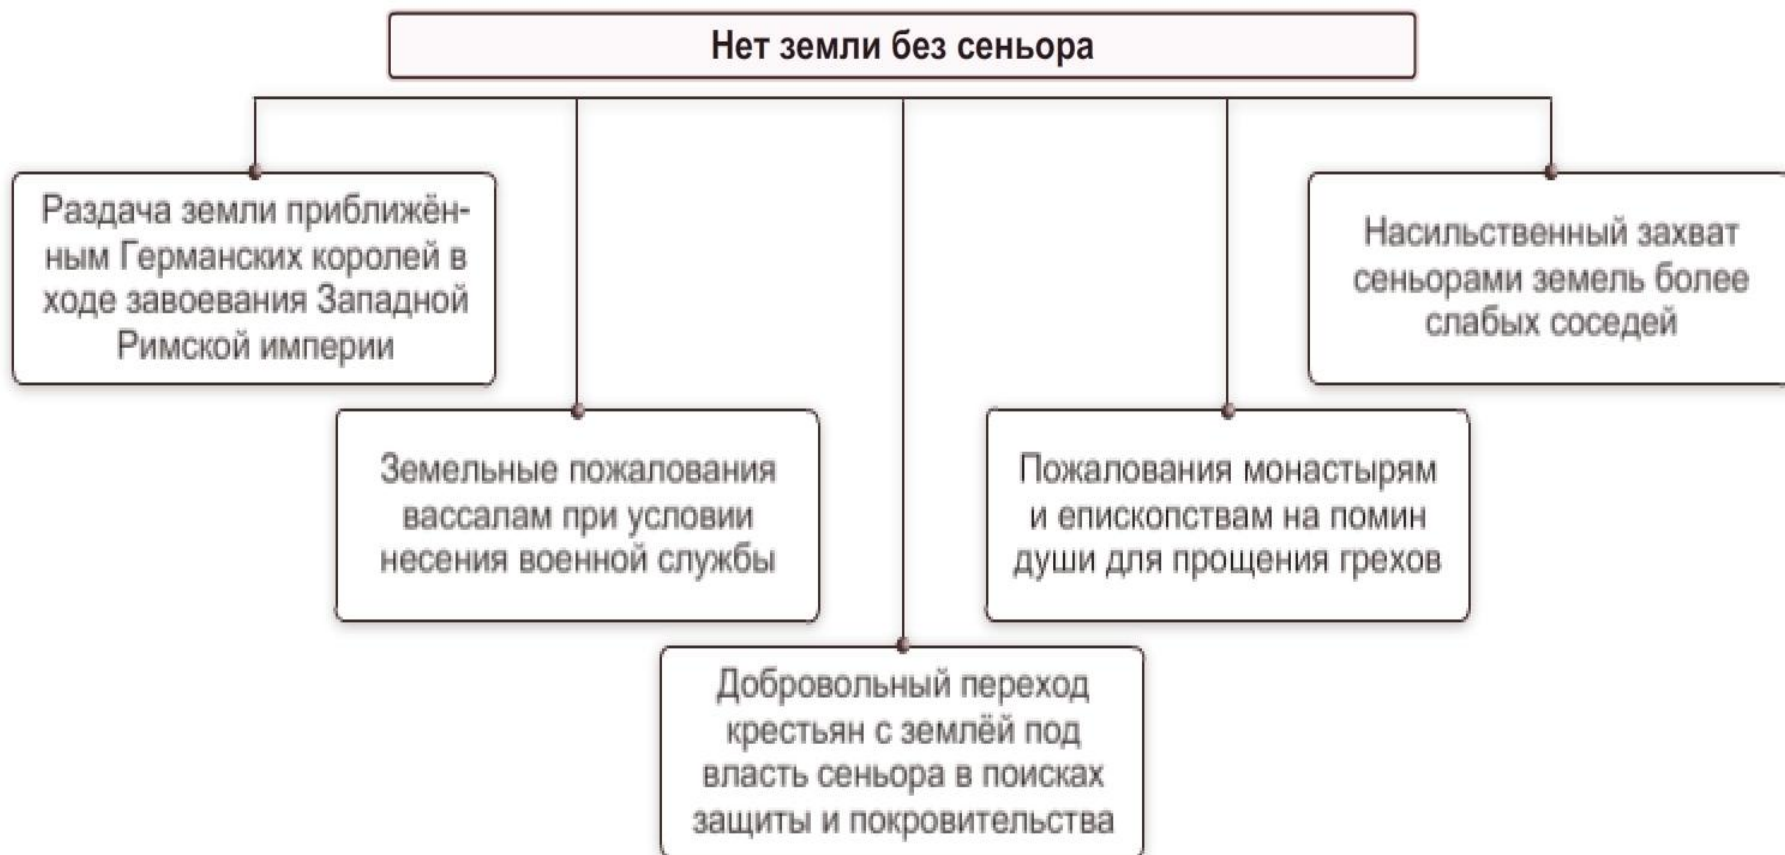 Нет земли без сеньора
Раздача земли приближён-
ным Германских королей в
ходе завоевания Западной
Римской империи
Земельные пожалования
вассалам при условии
несения военной службы
Добровольный переход
крестьян с землёй под
власть сеньора в поисках
защиты и покровительства
Пожалования монастырям
и епископствам на помин
души для прощения грехов
Насильственный захват
сеньорами земель более
слабых соседей